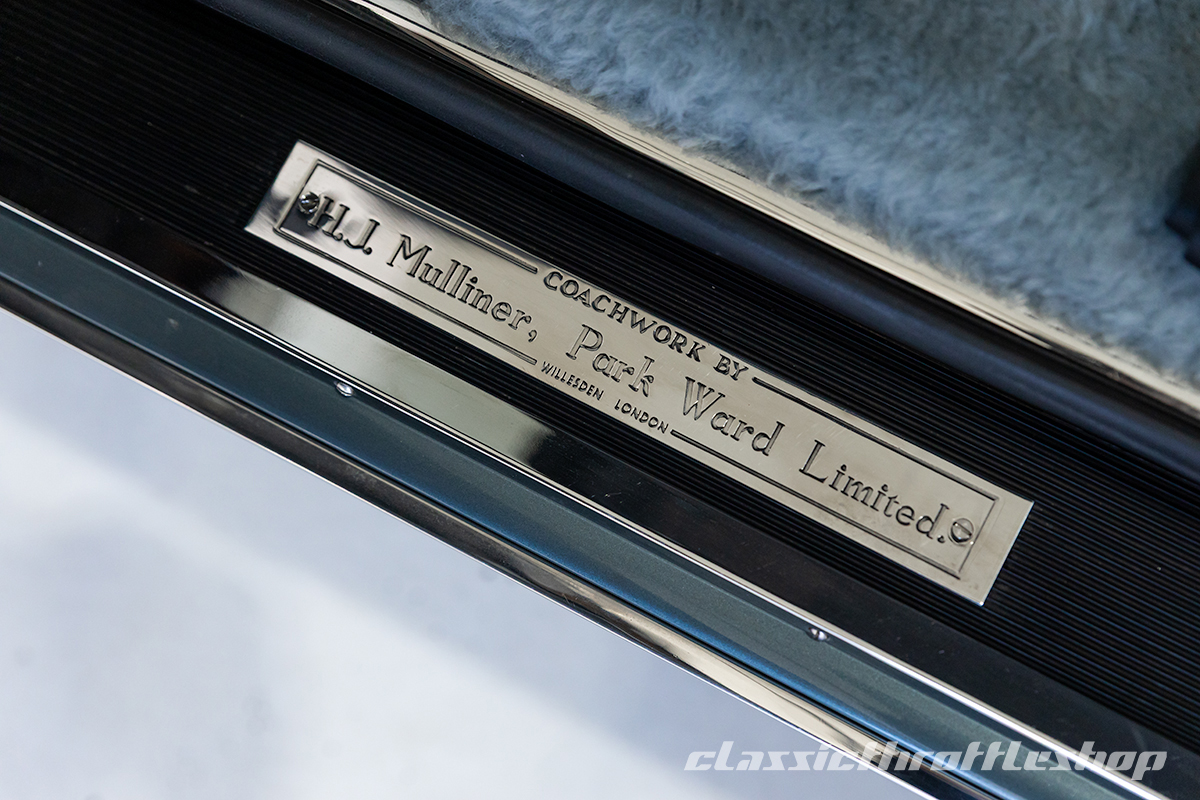 COACHWORK BY
H.J. Mulliner, Park Ward Limited.
WILLESDEN LONDON
classicthrottleshop